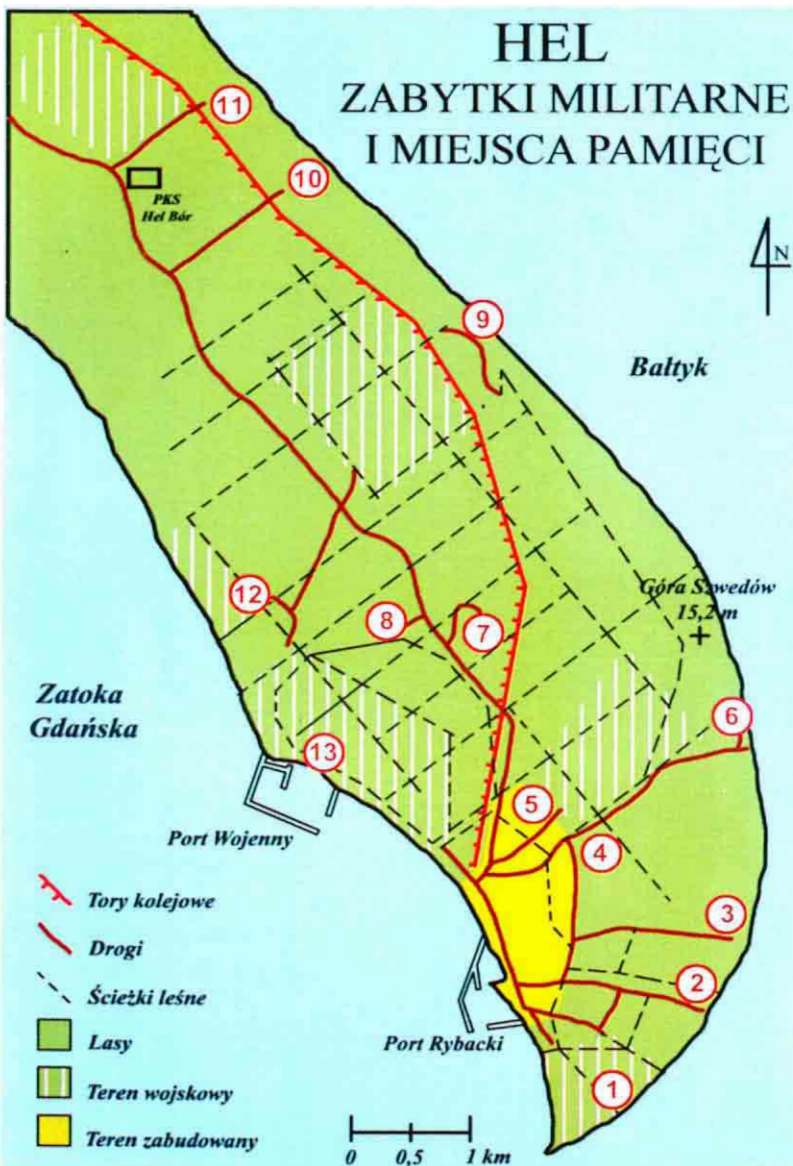 HEL
ZABYTKI MILITARNE
I MIEJSCA PAMIĘCI
11
10
PKS
Hel Bór
N
9
Bałtyk
12
8
7
Góra Szwedów
15,2 m
Zatoka
Gdańska
6
13
5
Port Wojenny
4
3
2
Port Rybacki
1
Tory kolejowe
Drogi
Ścieżki leśne
Lasy
Teren wojskowy
Teren zabudowany
0 0,5 1 km